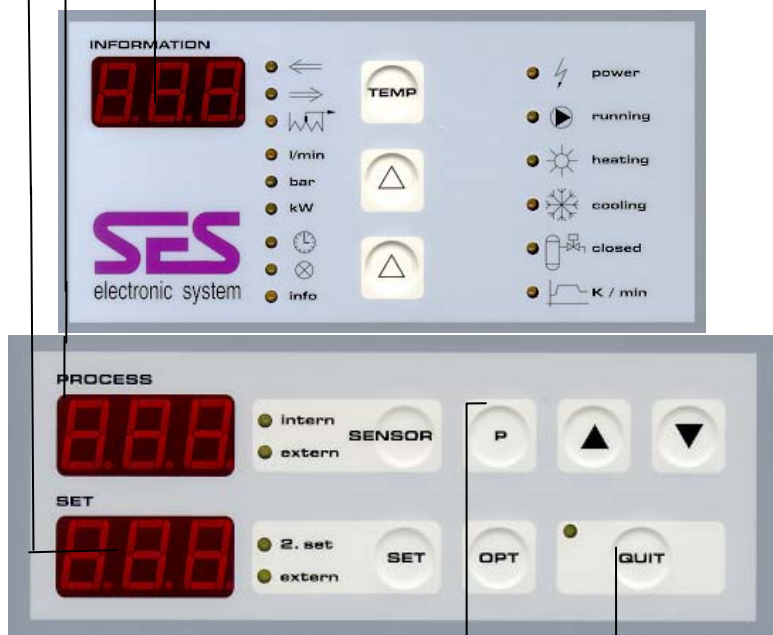 INFORMATION
TEMP
l/min
bar
kW
info
SES
electronic system
power
running
heating
cooling
closed
K / min
PROCESS
intern
extern
SENSOR
P
SET
2. set
extern
SET
OPT
QUIT